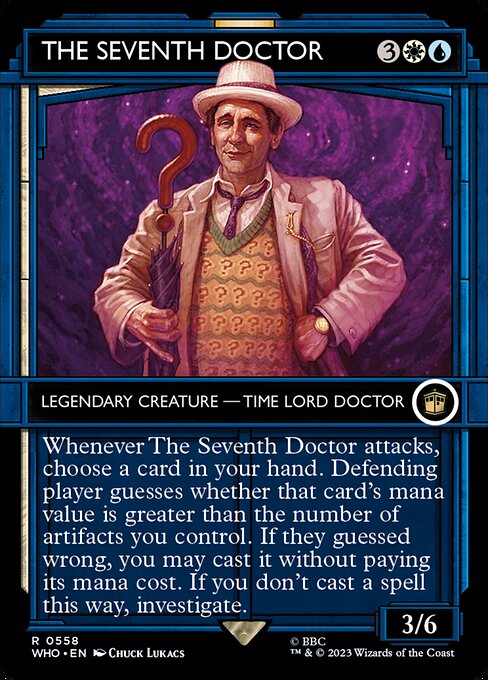 THE SEVENTH DOCTOR 3
LEGENDARY CREATURE — TIME LORD DOCTOR
Whenever The Seventh Doctor attacks,
choose a card in your hand. Defending
player guesses whether that card's mana
value is greater than the number of
artifacts you control. If they guessed
wrong, you may cast it without paying
its mana cost. If you don't cast a spell
this way, investigate.
3/6
R 0558
WHO • EN Chuck Lukacs
© BBC
™ & © 2023 Wizards of the Coast